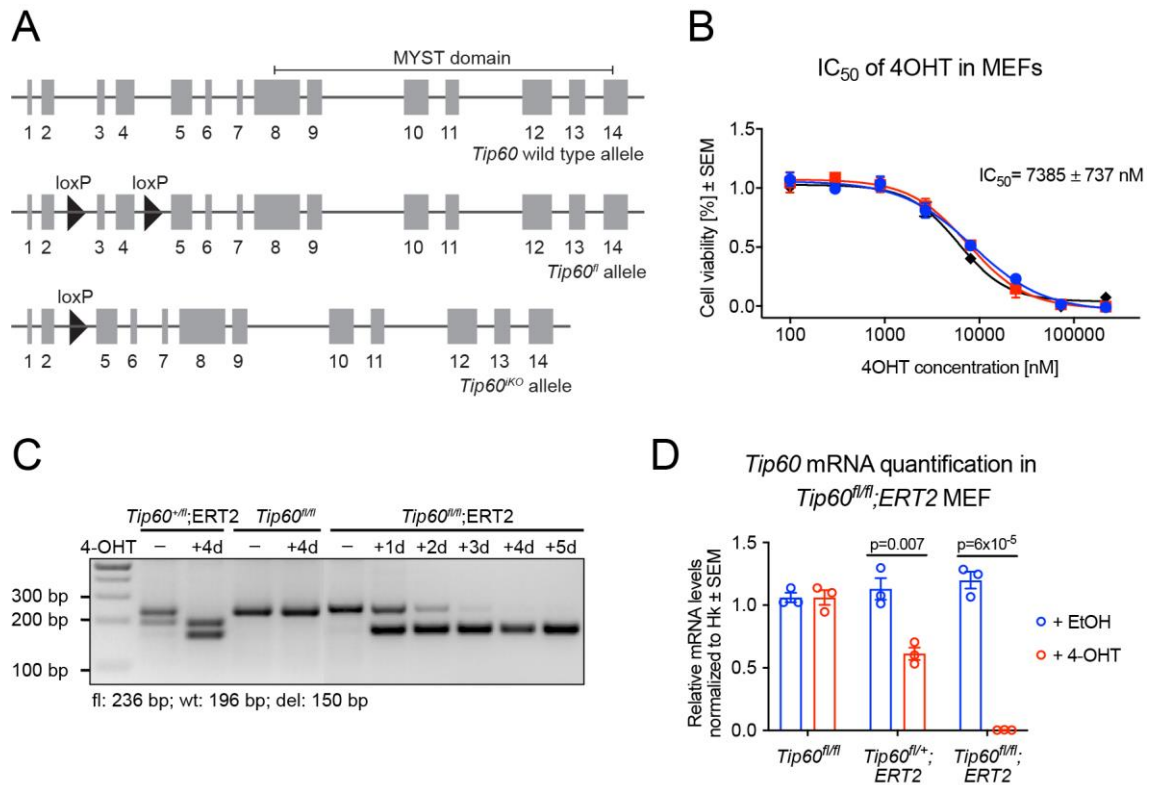 A
MYST domain
1 2 3 4 5 6 7 8 9 10 11 12 13 14
Tip60 wild type allele
loxP loxP
1 2 3 4 5 6 7 8 9 10 11 12 13 14
Tip60fl allele
loxP
1 2 5 6 7 8 9 10 11 12 13 14
Tip60iKO allele
B
IC50 of 4OHT in MEFs
Cell viability [%] ± SEM
1.5
1.0
0.5
0.0
IC50= 7385 ± 737 nM
100 1000 10000 100000
4OHT concentration [nM]
C
Tip60+/fl;ERT2 Tip60fl/fl Tip60fl/fl;ERT2
4-OHT – +4d – +4d – +1d +2d +3d +4d +5d
300 bp
200 bp
100 bp
fl: 236 bp; wt: 196 bp; del: 150 bp
D
Tip60 mRNA quantification in
Tip60fl/fl;ERT2 MEF
Relative mRNA levels
normalized to Hk ± SEM
1.5
1.0
0.5
0.0
p=0.007 p=6x10-5
+ EtOH
+ 4-OHT
Tip60fl/fl Tip60fl/+; Tip60fl/fl;
ERT2 ERT2